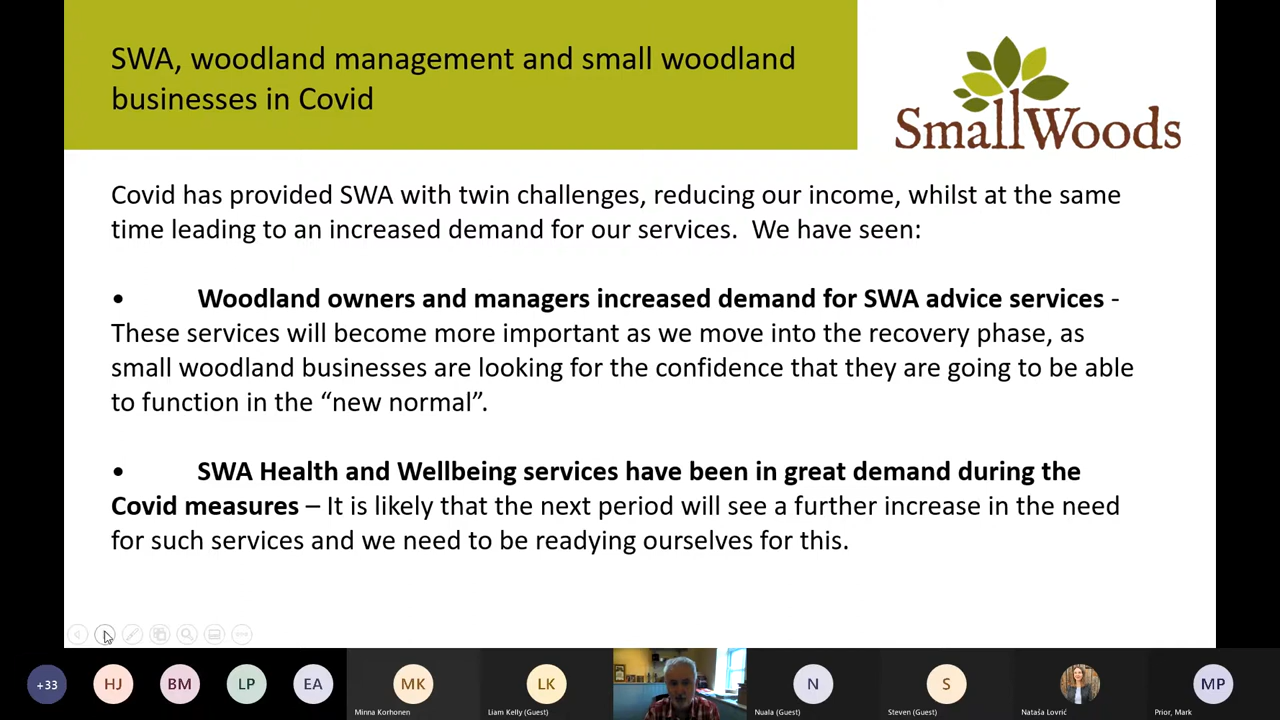 SWA, woodland management and small woodland
businesses in Covid
SmallWoods
Covid has provided SWA with twin challenges, reducing our income, whilst at the same
time leading to an increased demand for our services.  We have seen:
• Woodland owners and managers increased demand for SWA advice services -
These services will become more important as we move into the recovery phase, as
small woodland businesses are looking for the confidence that they are going to be able
to function in the “new normal”.
• SWA Health and Wellbeing services have been in great demand during the
Covid measures – It is likely that the next period will see a further increase in the need
for such services and we need to be readying ourselves for this.
+33
HJ
BM
LP
EA
MK
LK
N
S
MP
Minna Korhonen
Liam Kelly (Guest)
Nuala (Guest)
Steven (Guest)
Nataša Lovrić
Prior, Mark